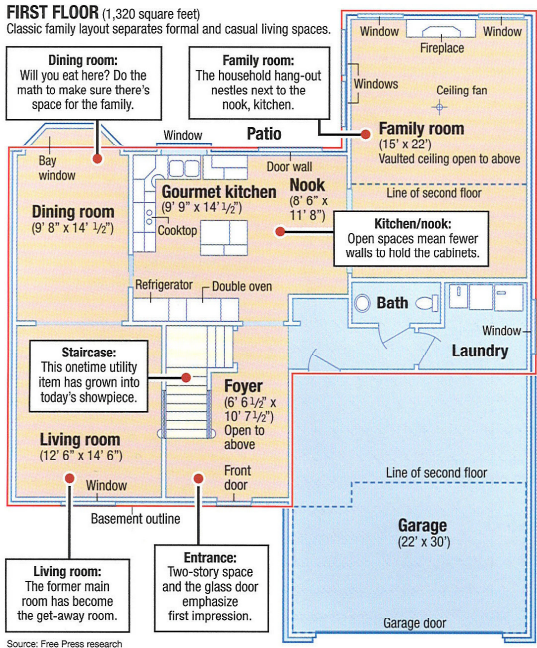 FIRST FLOOR (1,320 square feet)
Classic family layout separates formal and casual living spaces.
Dining room:
Will you eat here? Do the
math to make sure there's
space for the family.
Family room:
The household hang-out
nestles next to the
nook, kitchen.
Window
Window
Fireplace
Windows
Ceiling fan
Family room
(15' x 22')
Vaulted ceiling open to above
Line of second floor
Window
Patio
Door wall
Bay
window
Dining room
(9' 8" x 14' 1/2")
Gourmet kitchen
(9' 9" x 14' 1/2")
Cooktop
Nook
(8' 6" x
11' 8")
Kitchen/nook:
Open spaces mean fewer
walls to hold the cabinets.
Refrigerator
Double oven
Bath
Window
Laundry
Staircase:
This onetime utility
item has grown into
today's showpiece.
Foyer
(6' 6 1/2" x
10' 7 1/2")
Open to
above
Living room
(12' 6" x 14' 6")
Window
Front
door
Basement outline
Line of second floor
Garage
(22' x 30')
Garage door
Living room:
The former main
room has become
the get-away room.
Entrance:
Two-story space
and the glass door
emphasize
first impression.
Source: Free Press research